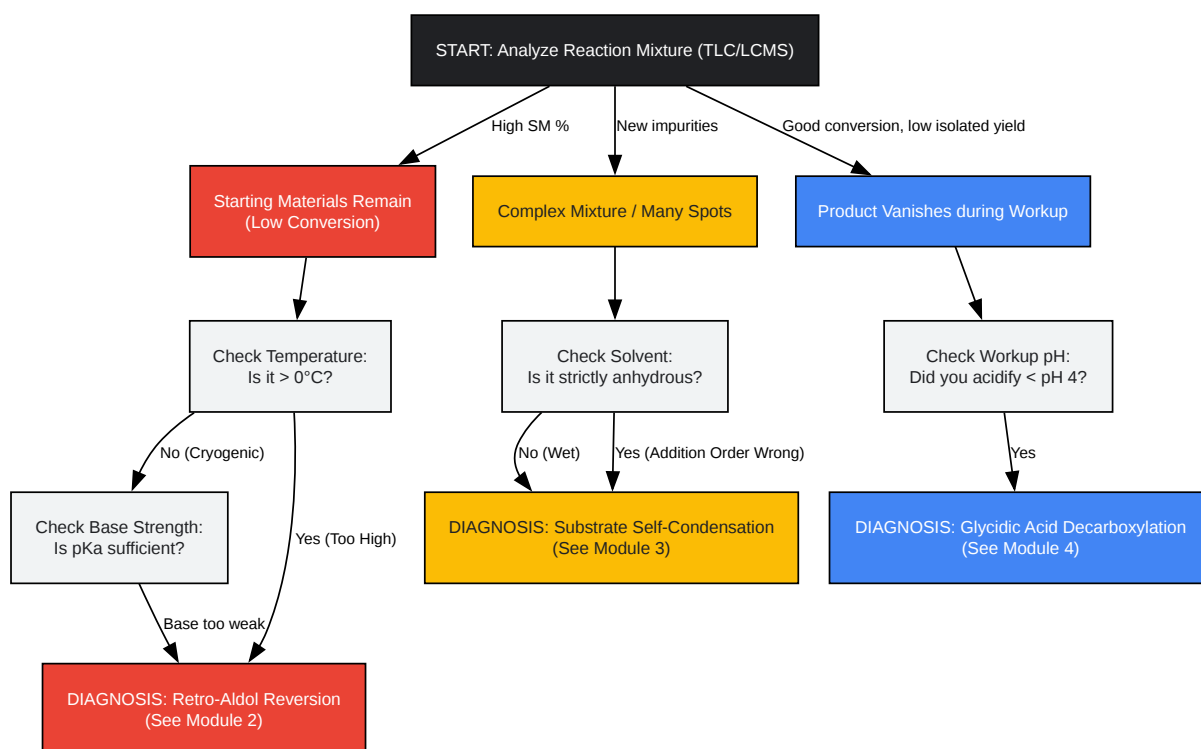 START: Analyze Reaction Mixture (TLC/LCMS)
High SM %
New impurities
Good conversion, low isolated yield
Starting Materials Remain
(Low Conversion)
Complex Mixture / Many Spots
Product Vanishes during Workup
Check Temperature:
Is it > 0°C?
Check Solvent:
Is it strictly anhydrous?
Check Workup pH:
Did you acidify < pH 4?
No (Cryogenic)
Yes (Too High)
No (Wet)
Yes (Addition Order Wrong)
Yes
Check Base Strength:
Is pKa sufficient?
DIAGNOSIS: Substrate Self-Condensation
(See Module 3)
DIAGNOSIS: Glycidic Acid Decarboxylation
(See Module 4)
Base too weak
DIAGNOSIS: Retro-Aldol Reversion
(See Module 2)